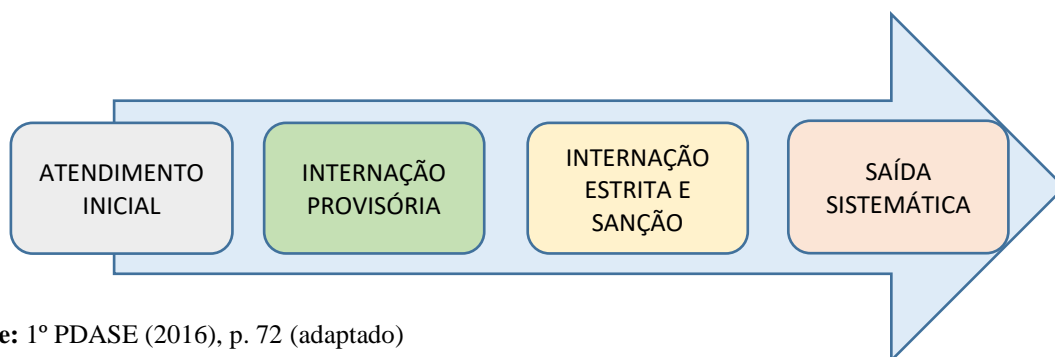 ATENDIMENTO
INICIAL
INTERNAÇÃO
PROVISÓRIA
INTERNAÇÃO
ESTRITA E
SANÇÃO
SAÍDA
SISTEMÁTICA
e: 1º PDASE (2016), p. 72 (adaptado)